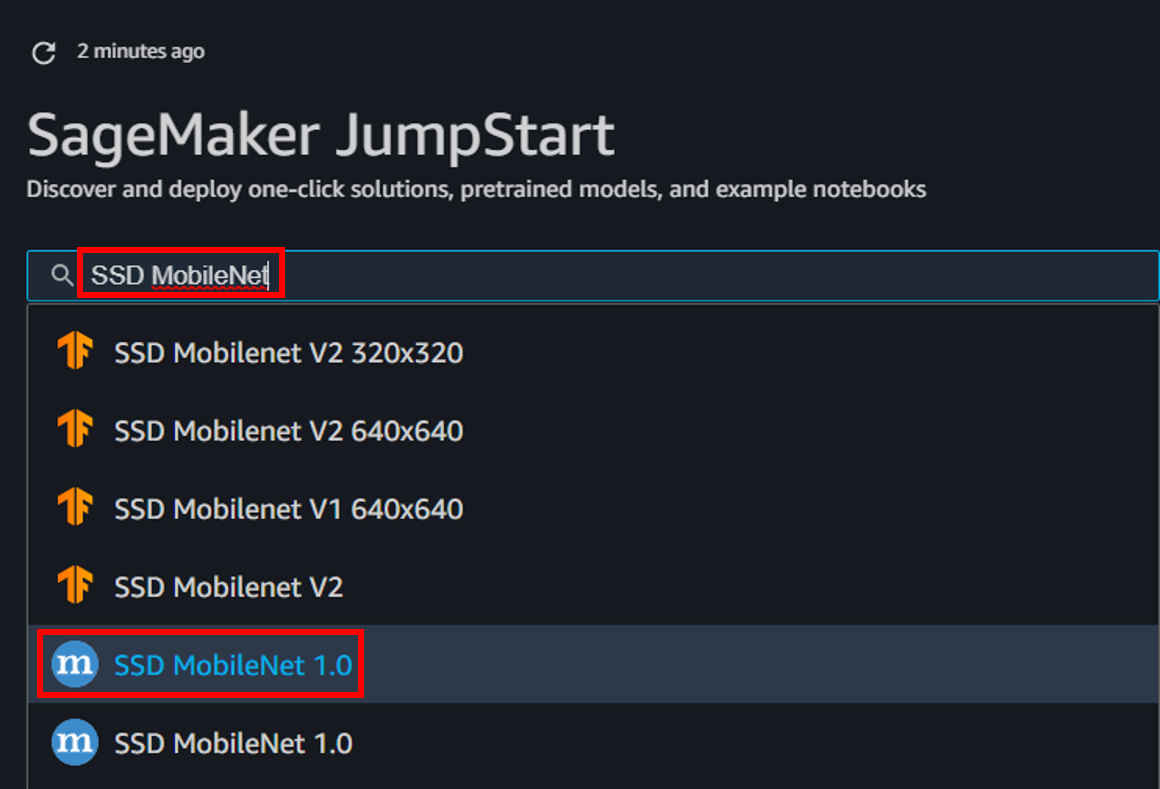 2 minutes ago
SageMaker JumpStart
Discover and deploy one-click solutions, pretrained models, and example notebooks
SSD MobileNet
SSD Mobilenet V2 320x320
SSD Mobilenet V2 640x640
SSD Mobilenet V1 640x640
SSD Mobilenet V2
m SSD MobileNet 1.0
m SSD MobileNet 1.0